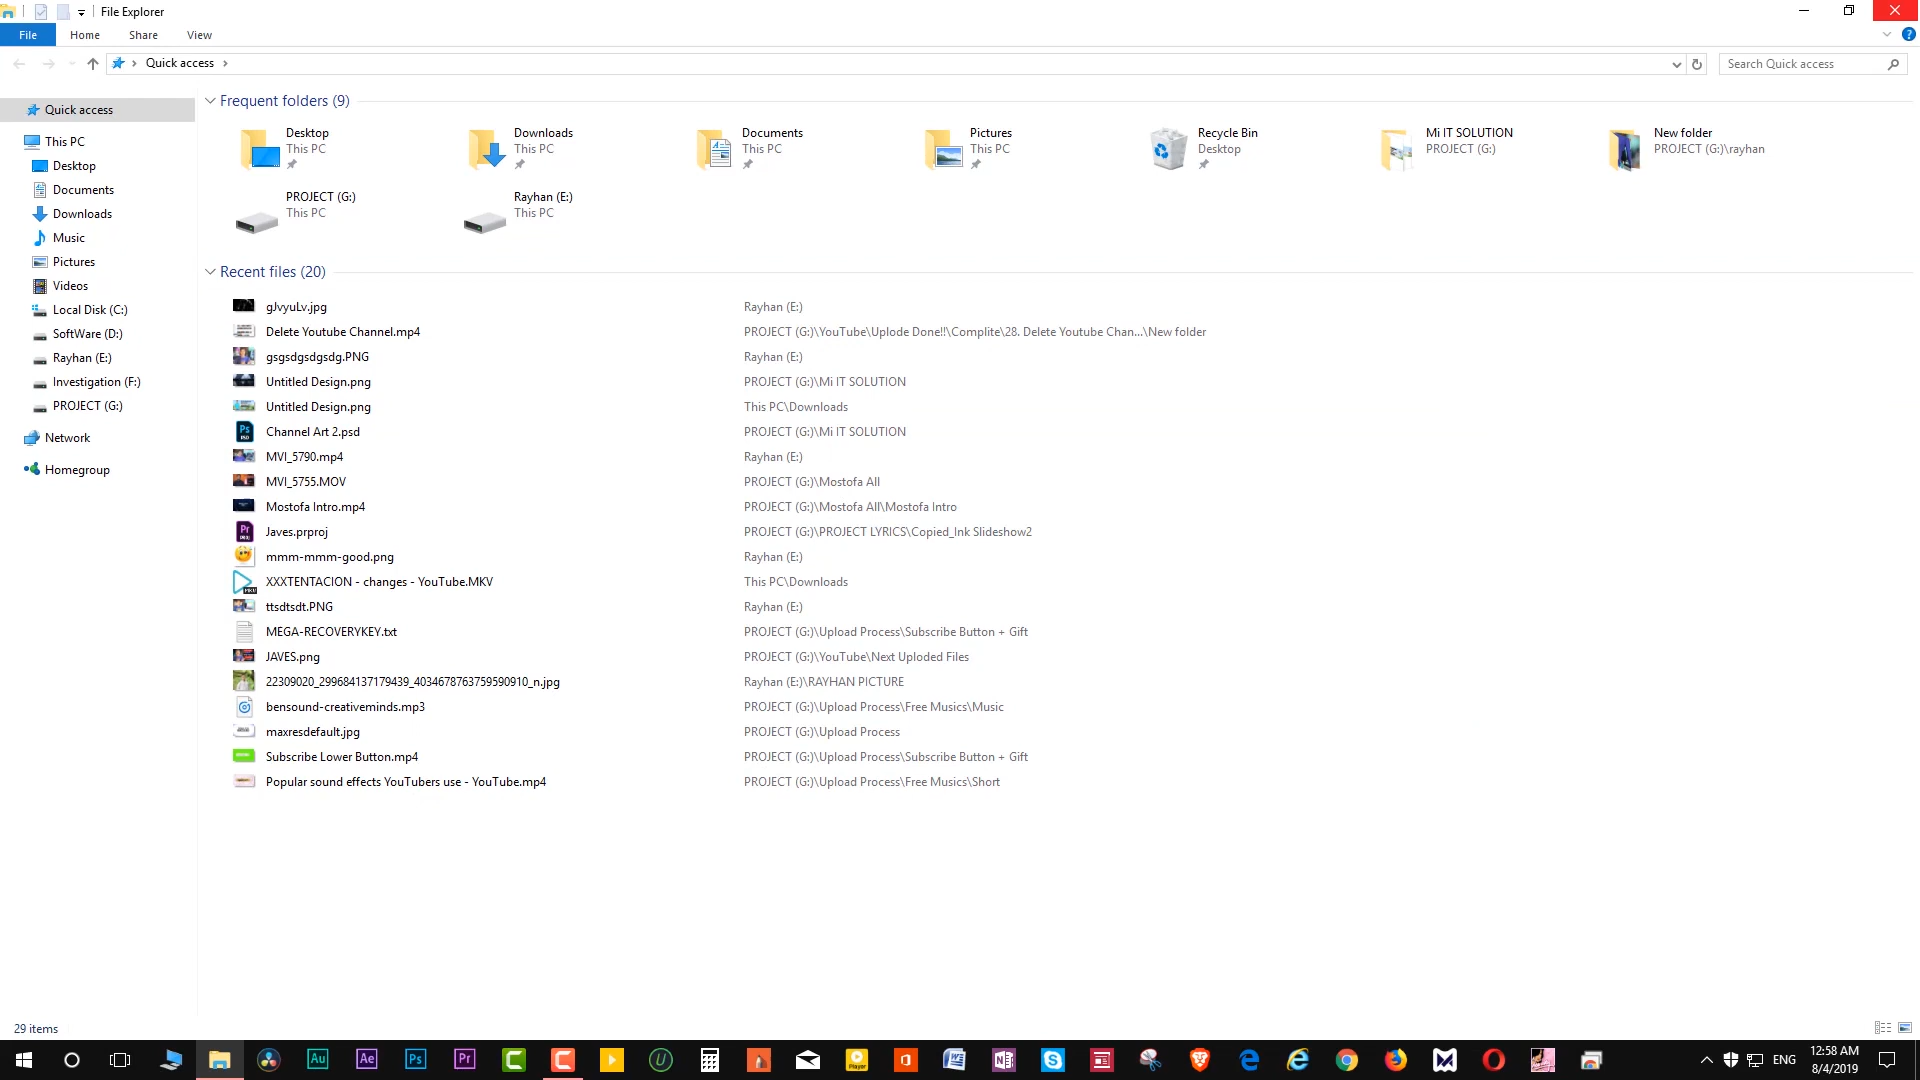 File Explorer
File Home Share View
Quick access
Search Quick access
Quick access
This PC
Desktop
Documents
Downloads
Music
Pictures
Videos
Local Disk (C:)
SoftWare (D:)
Rayhan (E:)
Investigation (F:)
PROJECT (G:)
Network
Homegroup
Frequent folders (9)
Desktop
This PC
Downloads
This PC
Documents
This PC
Pictures
This PC
Recycle Bin
Desktop
Mi IT SOLUTION
PROJECT (G:)
New folder
PROJECT (G:)\rayhan
PROJECT (G:)
This PC
Rayhan (E:)
This PC
Recent files (20)
gJvyuLv.jpg Rayhan (E:)
Delete Youtube Channel.mp4 PROJECT (G:)\YouTube\Uplode Done!!\Complite\28. Delete Youtube Chan...\New folder
gsgsdgsdgsdg.PNG Rayhan (E:)
Untitled Design.png PROJECT (G:)\Mi IT SOLUTION
Untitled Design.png This PC\Downloads
Channel Art 2.psd PROJECT (G:)\Mi IT SOLUTION
MVI_5790.mp4 Rayhan (E:)
MVI_5755.MOV PROJECT (G:)\Mostofa All
Mostofa Intro.mp4 PROJECT (G:)\Mostofa All\Mostofa Intro
Javes.prproj PROJECT (G:)\PROJECT LYRICS\Copied_Ink Slideshow2
mmm-mmm-good.png Rayhan (E:)
XXXTENTACION - changes - YouTube.MKV This PC\Downloads
ttsdtsdt.PNG Rayhan (E:)
MEGA-RECOVERYKEY.txt PROJECT (G:)\Upload Process\Subscribe Button + Gift
JAVES.png PROJECT (G:)\YouTube\Next Uploded Files
22309020_299684137179439_4034678763759590910_n.jpg Rayhan (E:)\RAYHAN PICTURE
bensound-creativeminds.mp3 PROJECT (G:)\Upload Process\Free Musics\Music
maxresdefault.jpg PROJECT (G:)\Upload Process
Subscribe Lower Button.mp4 PROJECT (G:)\Upload Process\Subscribe Button + Gift
Popular sound effects YouTubers use - YouTube.mp4 PROJECT (G:)\Upload Process\Free Musics\Short
29 items
Au Ae Ps Pr
ENG
12:58 AM
8/4/2019